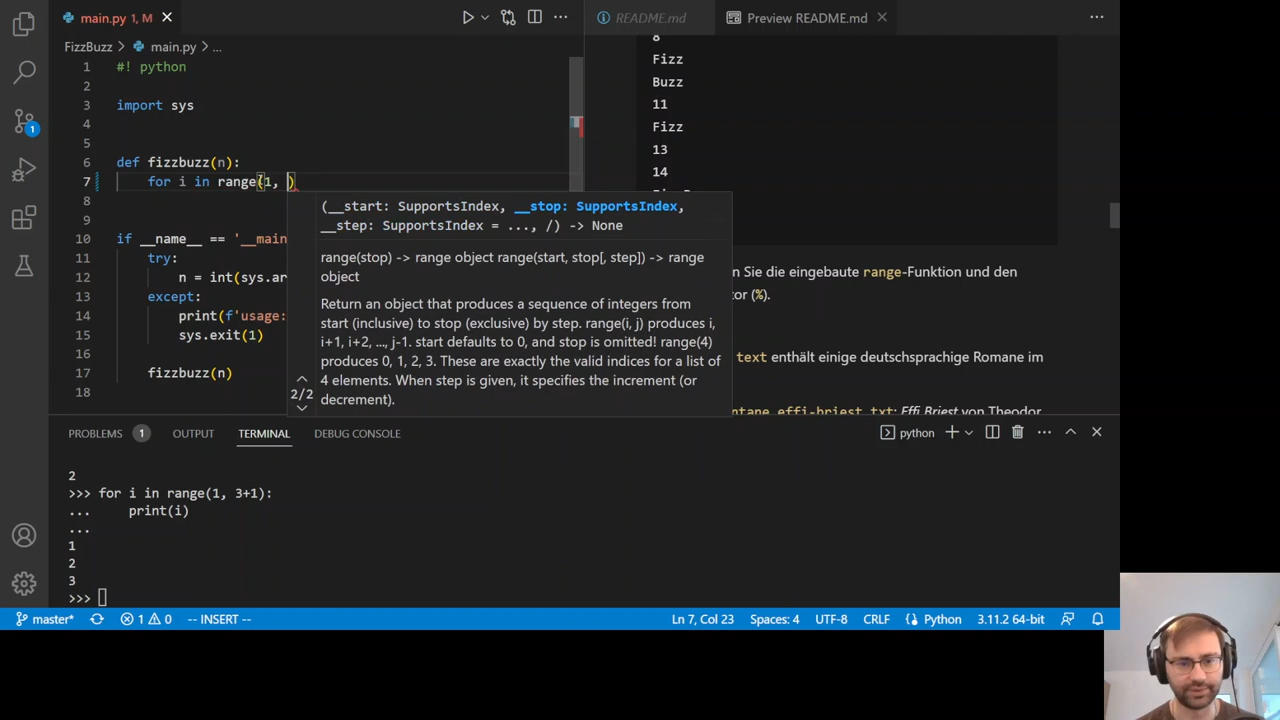 main.py 1, M
README.md
Preview README.md
FizzBuzz
main.py
...
1 #! python
2
3 import sys
4
5
6 def fizzbuzz(n):
7 for i in range(1, )
8
9
10 if __name__ == '__main
11 try:
12 n = int(sys.ar
13 except:
14 print(f'usage:
15 sys.exit(1)
16
17 fizzbuzz(n)
18
(__start: SupportsIndex, __stop: SupportsIndex,
__step: SupportsIndex = ..., /) -> None
range(stop) -> range object range(start, stop[, step]) -> range
object
Return an object that produces a sequence of integers from
start (inclusive) to stop (exclusive) by step. range(i, j) produces i,
i+1, i+2, ..., j-1. start defaults to 0, and stop is omitted! range(4)
produces 0, 1, 2, 3. These are exactly the valid indices for a list of
4 elements. When step is given, it specifies the increment (or
decrement).
2/2
8
Fizz
Buzz
11
Fizz
13
14
n Sie die eingebaute range-Funktion und den
tor (%).
text enthält einige deutschsprachige Romane im
ntane_effi-briest.txt: Effi Briest von Theodor
PROBLEMS 1 OUTPUT TERMINAL DEBUG CONSOLE
python
2
>>> for i in range(1, 3+1):
... print(i)
...
1
2
3
>>>
1
master* 1 0 -- INSERT -- Ln 7, Col 23 Spaces: 4 UTF-8 CRLF Python 3.11.2 64-bit